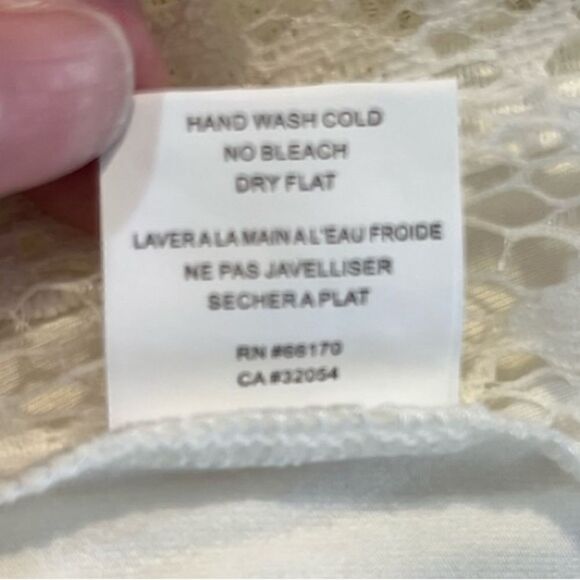 HAND WASH COLD
NO BLEACH
DRY FLAT
LAVER A LA MAIN A L'EAU FROIDE
NE PAS JAVELLISER
SECHER A PLAT
RN #66170
CA #32054